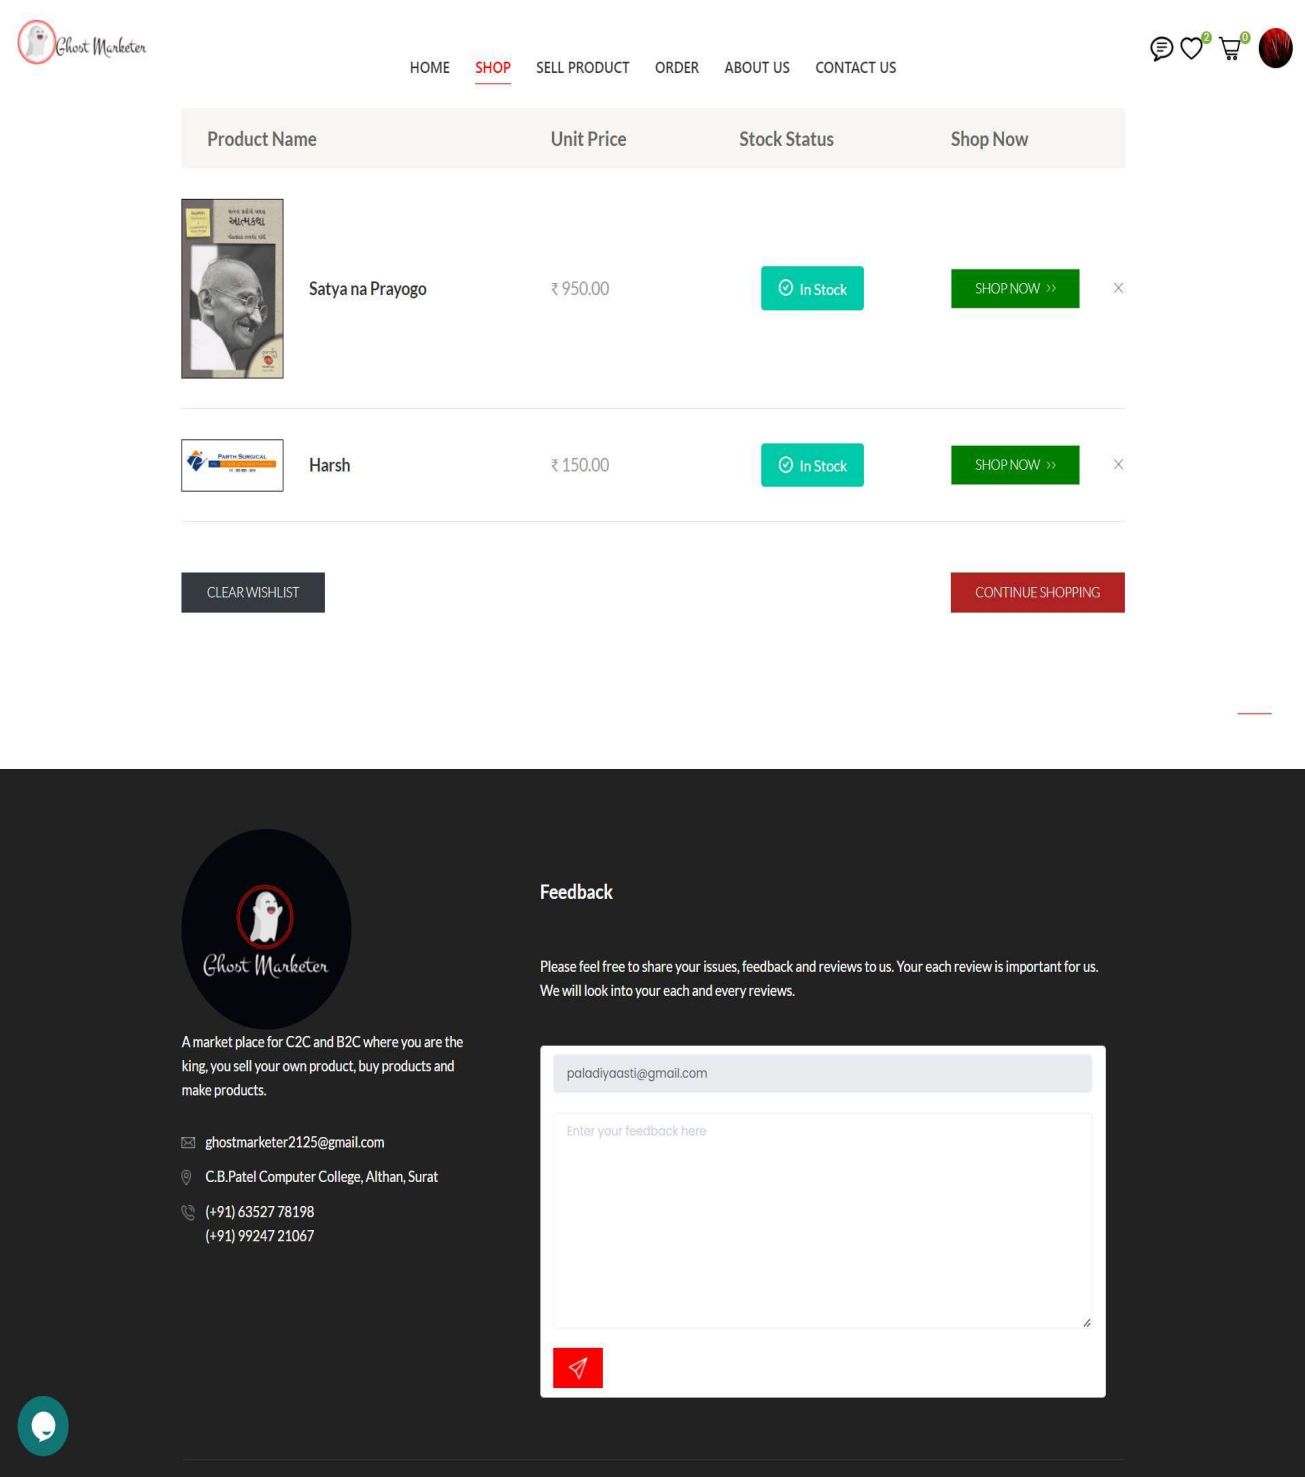 Ghost Marketer
2
0
HOME SHOP SELL PRODUCT ORDER ABOUT US CONTACT US
Product Name Unit Price Stock Status Shop Now
આત્મકથા
Satya na Prayogo ₹ 950.00 In Stock SHOP NOW >> X
PARTH SURGICAL
Harsh ₹ 150.00 In Stock SHOP NOW >> X
CLEAR WISHLIST CONTINUE SHOPPING
Ghost Marketer
A market place for C2C and B2C where you are the
king, you sell your own product, buy products and
make products.
ghostmarketer2125@gmail.com
C.B.Patel Computer College, Althan, Surat
(+91) 63527 78198
(+91) 99247 21067
Feedback
Please feel free to share your issues, feedback and reviews to us. Your each review is important for us.
We will look into your each and every reviews.
paladiyaasti@gmail.com
Enter your feedback here